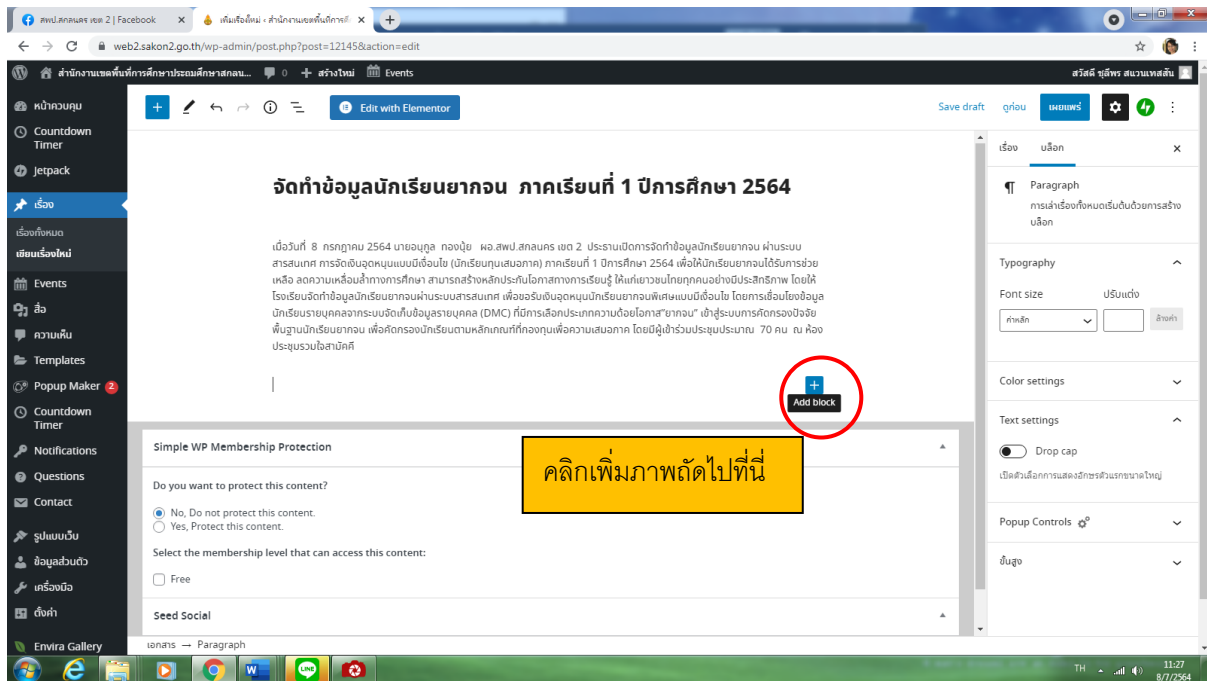 สพป.สกลนคร เขต 2 | Facebook
เพิ่มเรื่องใหม่ ‹ สำนักงานเขตพื้นที่การศึ
web2.sakon2.go.th/wp-admin/post.php?post=12145&action=edit
สำนักงานเขตพื้นที่การศึกษาประถมศึกษาสกลน... 0 + สร้างใหม่ Events
สวัสดี ชุลีพร สแนวนเทสสัน
หน้าควบคุม
Countdown
Timer
Jetpack
เรื่อง
เรื่องทั้งหมด
เขียนเรื่องใหม่
Events
สื่อ
ความเห็น
Templates
Popup Maker 2
Countdown
Timer
Notifications
Questions
Contact
รูปแบบเว็บ
ข้อมูลส่วนตัว
เครื่องมือ
ตั้งค่า
Envira Gallery
Edit with Elementor
Save draft ดูก่อน เผยแพร่
จัดทำข้อมูลนักเรียนยากจน ภาคเรียนที่ 1 ปีการศึกษา 2564
เมื่อวันที่ 8 กรกฎาคม 2564 นายอนุกูล ทองนุ้ย ผอ.สพป.สกลนคร เขต 2 ประธานเปิดการจัดทำข้อมูลนักเรียนยากจน ผ่านระบบ
สารสนเทศ การจัดเงินอุดหนุนแบบมีเงื่อนไข (นักเรียนทุนเสมอภาค) ภาคเรียนที่ 1 ปีการศึกษา 2564 เพื่อให้นักเรียนยากจนได้รับการช่วย
เหลือ ลดความเหลื่อมล้ำทางการศึกษา สามารถสร้างหลักประกันโอกาสทางการเรียนรู้ ให้แก่เยาวชนไทยทุกคนอย่างมีประสิทธิภาพ โดยให้
โรงเรียนจัดทำข้อมูลนักเรียนยากจนผ่านระบบสารสนเทศ เพื่อขอรับเงินอุดหนุนนักเรียนยากจนพิเศษแบบมีเงื่อนไข โดยการเชื่อมโยงข้อมูล
นักเรียนรายบุคคลจากระบบจัดเก็บข้อมูลรายบุคคล (DMC) ที่มีการเลือกประเภทความด้อยโอกาส"ยากจน" เข้าสู่ระบบการคัดกรองปัจจัย
พื้นฐานนักเรียนยากจน เพื่อคัดกรองนักเรียนตามหลักเกณฑ์ที่กองทุนเพื่อความเสมอภาค โดยมีผู้เข้าร่วมประชุมประมาณ 70 คน ณ ห้อง
ประชุมรวมใจสามัคคี
+
Add block
คลิกเพิ่มภาพถัดไปที่นี่
Simple WP Membership Protection
Do you want to protect this content?
No, Do not protect this content.
Yes, Protect this content.
Select the membership level that can access this content:
Free
Seed Social
เอกสาร → Paragraph
เรื่อง บล็อก
Paragraph
การเล่าเรื่องทั้งหมดเริ่มต้นด้วยการสร้าง
บล็อก
Typography
Font size ปรับแต่ง
ค่าหลัก ล้างค่า
Color settings
Text settings
Drop cap
เปิดตัวเลือกการแสดงอักษรตัวแรกขนาดใหญ่
Popup Controls
ขั้นสูง
TH 11:27
8/7/2564